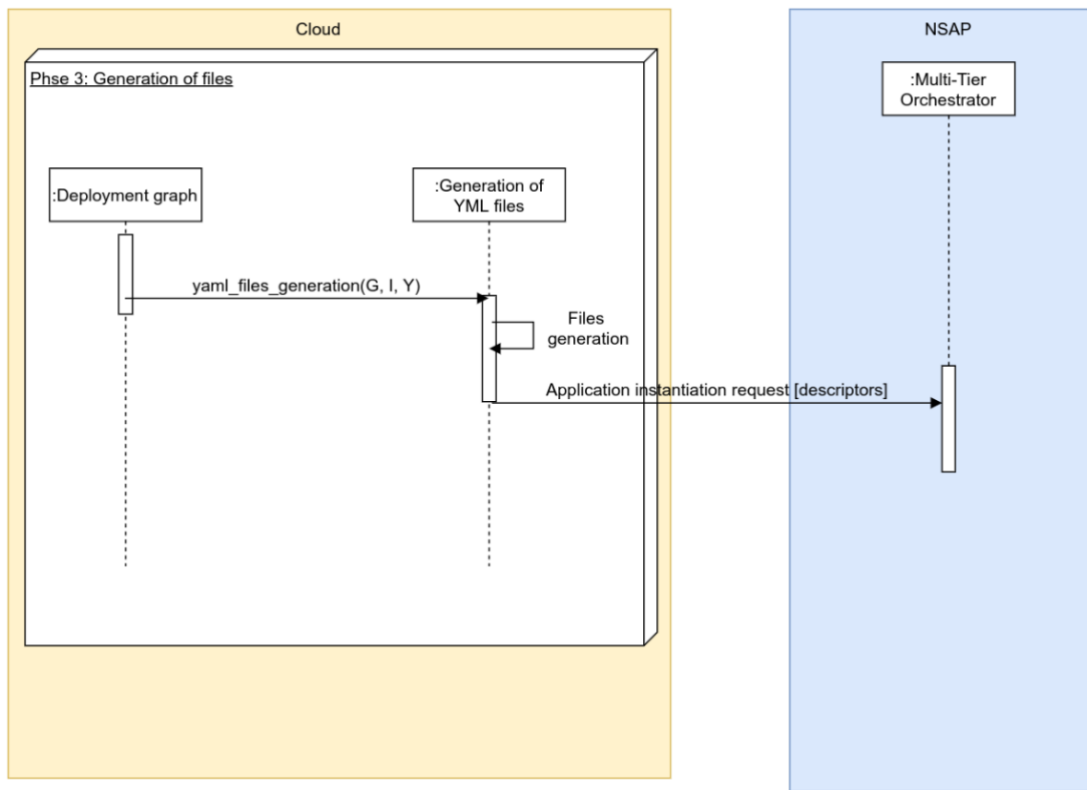 Cloud
NSAP
Phse 3: Generation of files
:Multi-Tier
Orchestrator
:Deployment graph
:Generation of
YML files
yaml_files_generation(G, I, Y)
Files
generation
Application instantiation request [descriptors]